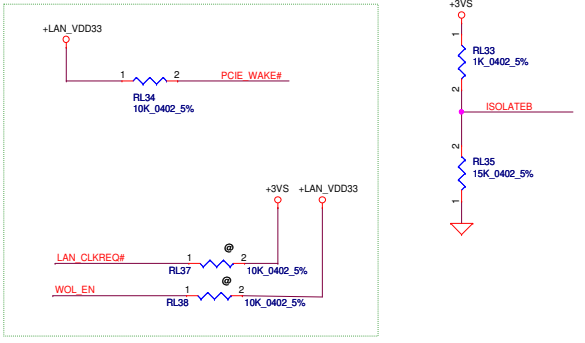 +3VS
+LAN_VDD33
1
RL33
1K_0402_5%
1
2
PCIE_WAKE#
2
RL34
10K_0402_5%
ISOLATEB
2
RL35
15K_0402_5%
1
+3VS
+LAN_VDD33
@
LAN_CLKREQ#
1
2
RL37
10K_0402_5%
@
WOL_EN
1
2
RL38
10K_0402_5%